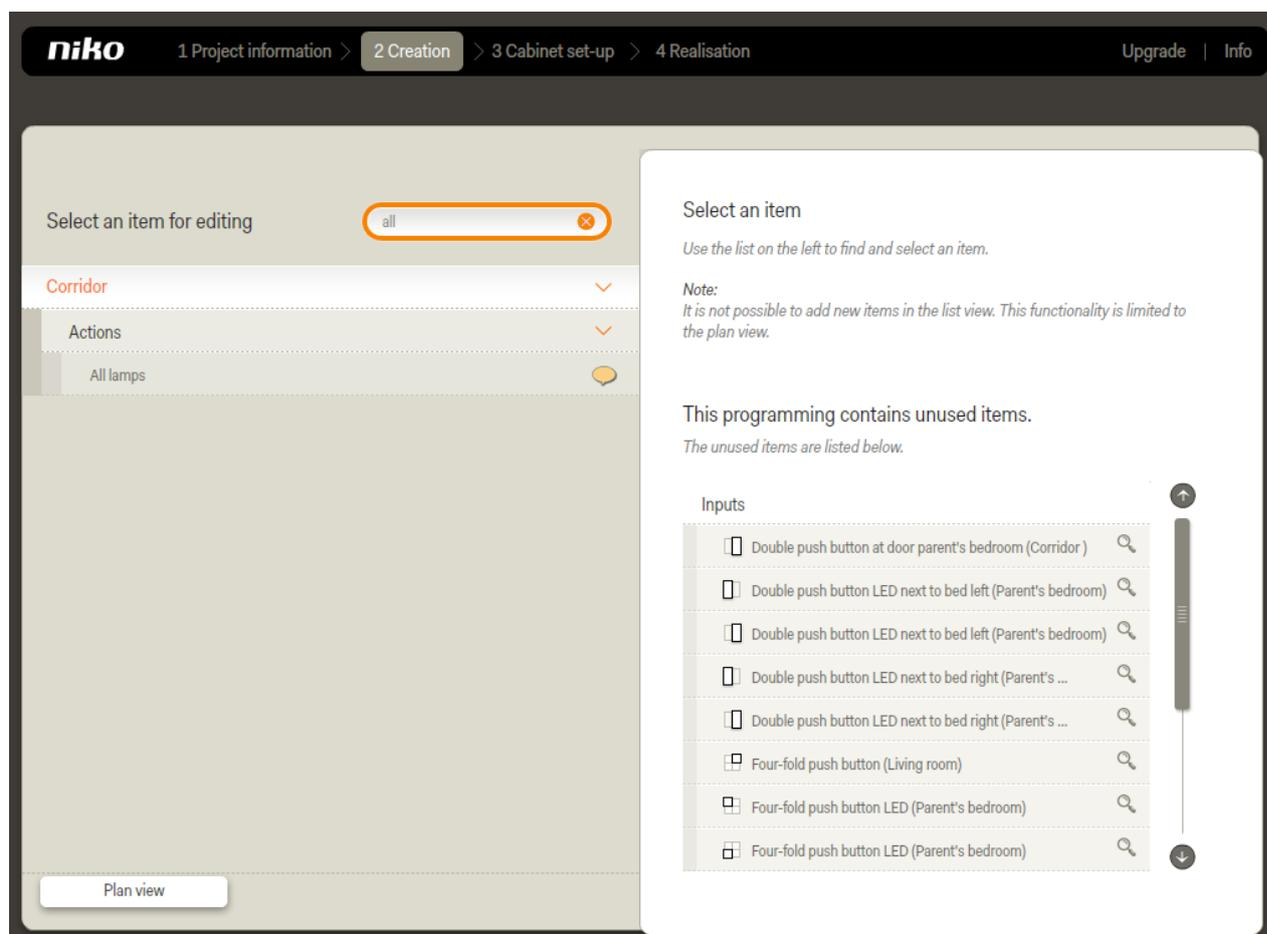 niko 1 Project information 2 Creation 3 Cabinet set-up 4 Realisation Upgrade | Info
Select an item for editing
all
Corridor
Actions
All lamps
Plan view
Select an item
Use the list on the left to find and select an item.
Note:
It is not possible to add new items in the list view. This functionality is limited to
the plan view.
This programming contains unused items.
The unused items are listed below.
Inputs
Double push button at door parent's bedroom (Corridor )
Double push button LED next to bed left (Parent's bedroom)
Double push button LED next to bed left (Parent's bedroom)
Double push button LED next to bed right (Parent's ...
Double push button LED next to bed right (Parent's ...
Four-fold push button (Living room)
Four-fold push button LED (Parent's bedroom)
Four-fold push button LED (Parent's bedroom)